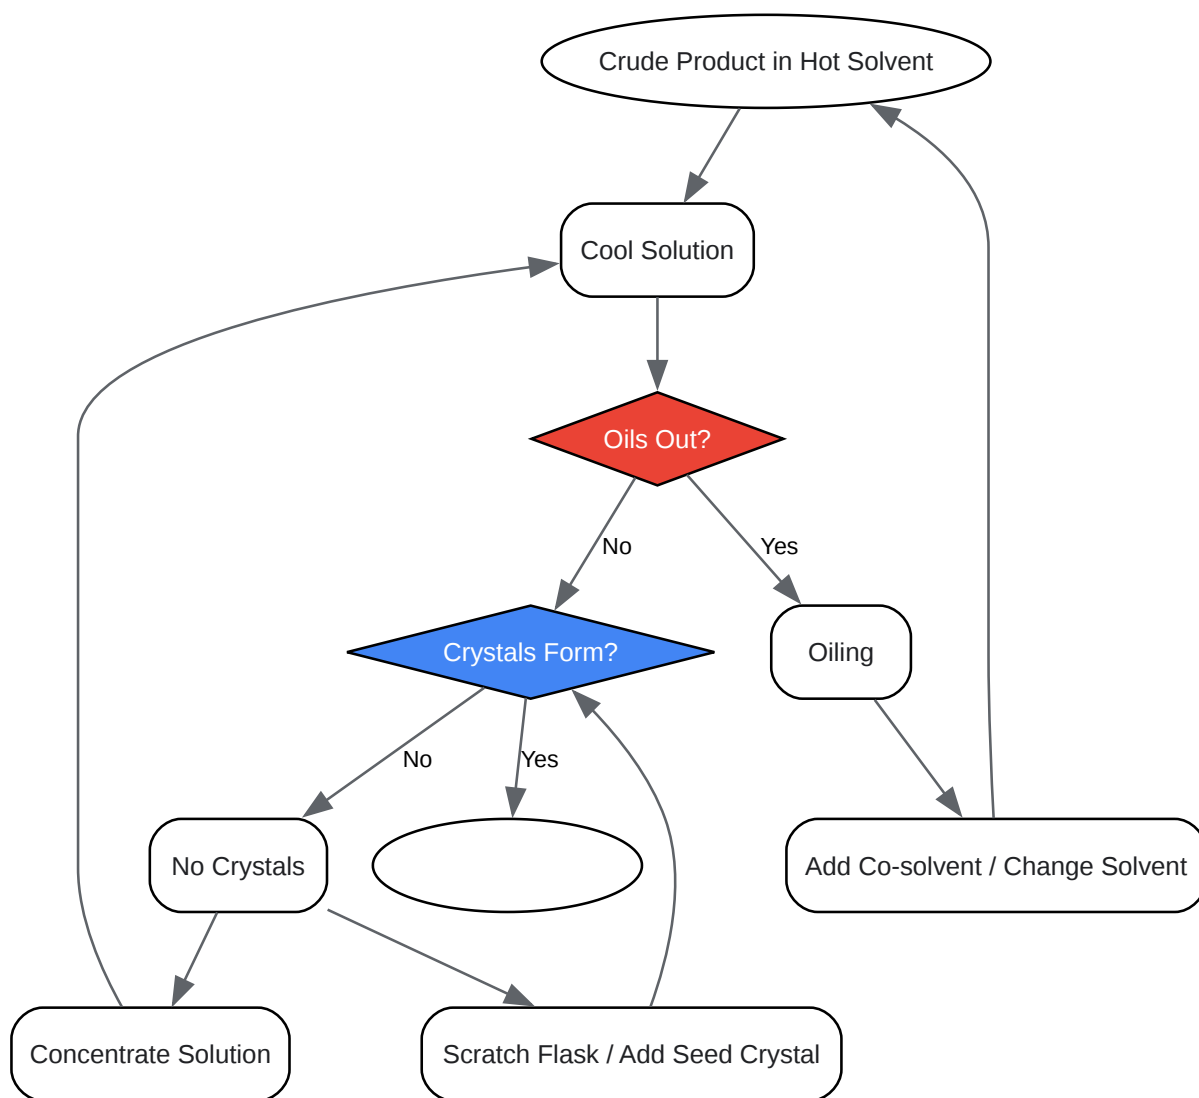 Crude Product in Hot Solvent
Cool Solution
Oils Out?
No
Yes
Crystals Form?
Oiling
No
Yes
No Crystals
Add Co-solvent / Change Solvent
Concentrate Solution
Scratch Flask / Add Seed Crystal